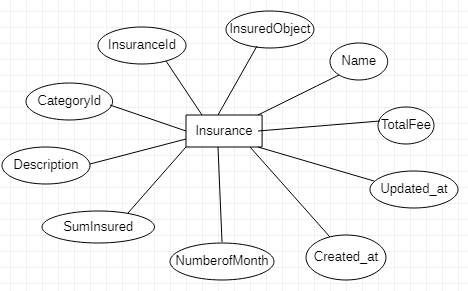 InsuredObject
InsuranceId
Name
CategoryId
TotalFee
Insurance
Description
Updated_at
SumInsured
NumberofMonth
Created_at